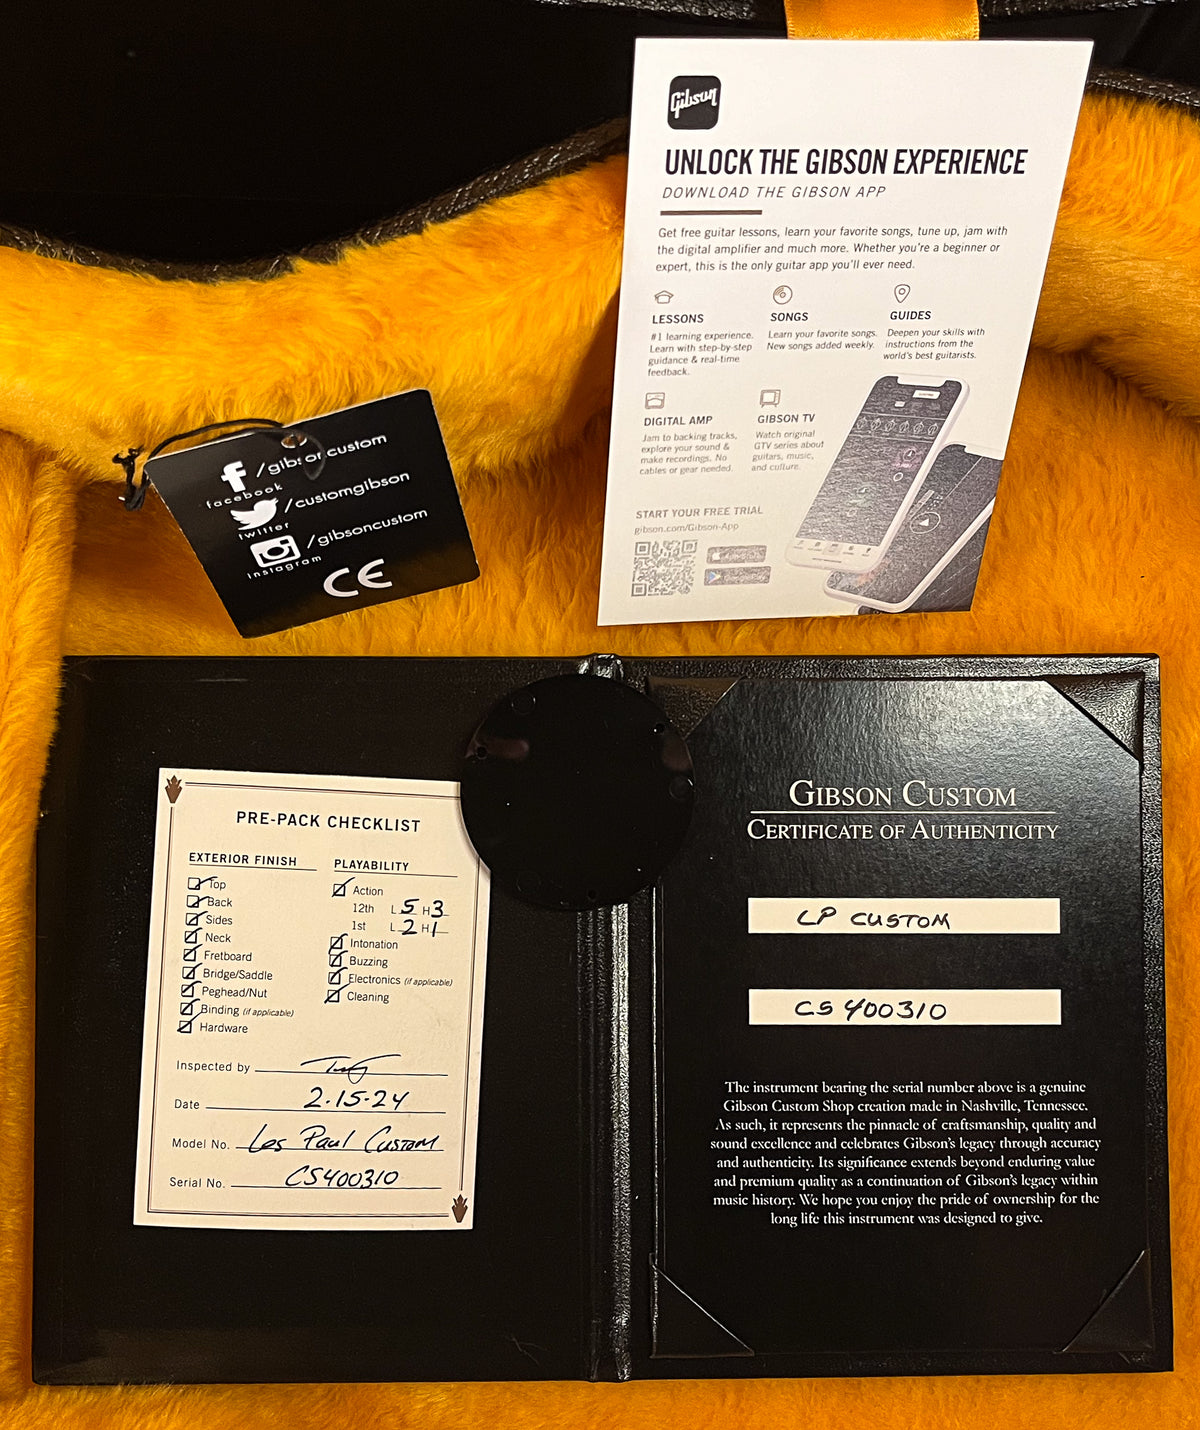 Gibson
UNLOCK THE GIBSON EXPERIENCE
DOWNLOAD THE GIBSON APP
Get free guitar lessons, learn your favorite songs, tune up, jam with
the digital amplifier and much more. Whether you're a beginner or
expert, this is the only guitar app you'll ever need.
LESSONS
#1 learning experience.
Learn with step-by-step
guidance & real-time
feedback.
SONGS
Learn your favorite songs.
New songs added weekly.
GUIDES
Deepen your skills with
instructions from the
world's best guitarists.
DIGITAL AMP
Jam to backing tracks,
explore your sound &
make recordings. No
cables or gear needed.
GIBSON TV
Watch original
GTV series about
guitars, music,
and culture.
START YOUR FREE TRIAL
gibson.com/Gibson-App
/gibsoncustom
facebook
/customgibson
twitter
/gibsoncustom
instagram
CE
PRE-PACK CHECKLIST
EXTERIOR FINISH
Top
Back
Sides
Neck
Fretboard
Bridge/Saddle
Peghead/Nut
Binding (if applicable)
Hardware
PLAYABILITY
Action
12th L 5 H 3
1st L 2 H 1
Intonation
Buzzing
Electronics (if applicable)
Cleaning
Inspected by
Date 2-15-24
Model No. Les Paul Custom
Serial No. CS400310
GIBSON CUSTOM
CERTIFICATE OF AUTHENTICITY
LP CUSTOM
CS400310
The instrument bearing the serial number above is a genuine
Gibson Custom Shop creation made in Nashville, Tennessee.
As such, it represents the pinnacle of craftsmanship, quality and
sound excellence and celebrates Gibson's legacy through accuracy
and authenticity. Its significance extends beyond enduring value
and premium quality as a continuation of Gibson's legacy within
music history. We hope you enjoy the pride of ownership for the
long life this instrument was designed to give.